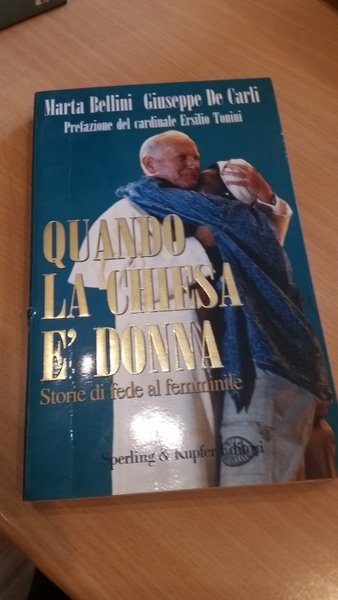 Marta Bellini Giuseppe De Carli
Prefazione del cardinale Ersilio Tonini
QUANDO
LA CHIESA
E' DONNA
Storie di fede al femminile
Sperling & Kupfer Editori